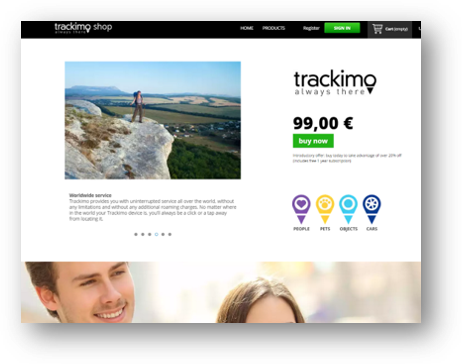 trackimo shop
always there
HOME
PRODUCTS
Register
SIGN IN
Cart (empty)
trackimo
always there
99,00 €
buy now
Introductory offer: buy today to take advantage of over 20% off
(includes free 1 year subscription)
Worldwide service
Trackimo provides you with uninterrupted service all over the world, without
any limitations and without any additional roaming charges. No matter where
in the world your Trackimo device is, you'll always be a click or a tap away
from locating it.
PEOPLE
PETS
OBJECTS
CARS